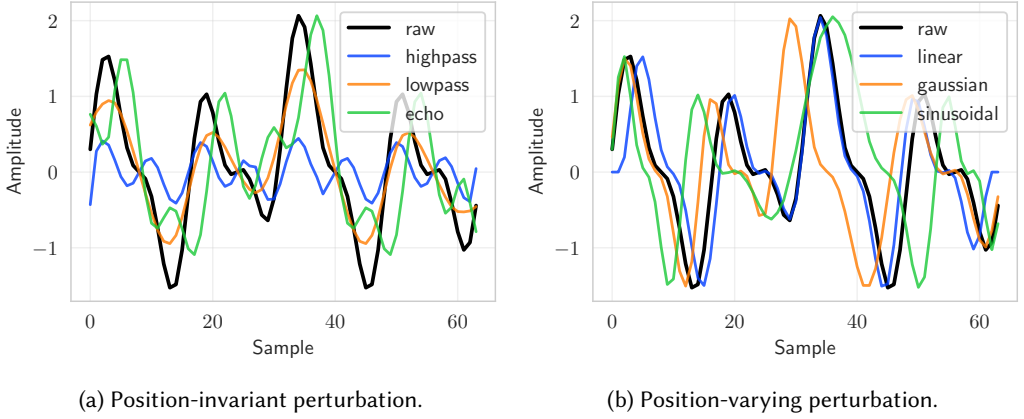 2
1
0
−1
Amplitude
0
20
40
60
Sample
raw
highpass
lowpass
echo
(a) Position-invariant perturbation.
2
1
0
−1
Amplitude
0
20
40
60
Sample
raw
linear
gaussian
sinusoidal
(b) Position-varying perturbation.